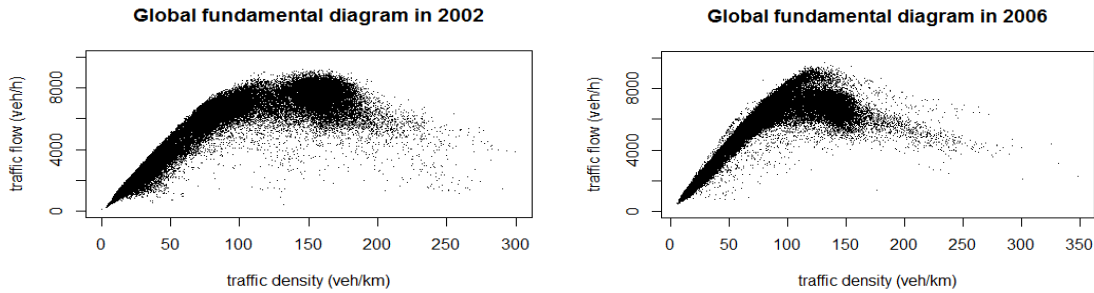 Global fundamental diagram in 2002
traffic flow (veh/h)
8000
4000
0
0 50 100 150 200 250 300
traffic density (veh/km)
Global fundamental diagram in 2006
traffic flow (veh/h)
8000
4000
0
0 50 100 150 200 250 300 350
traffic density (veh/km)